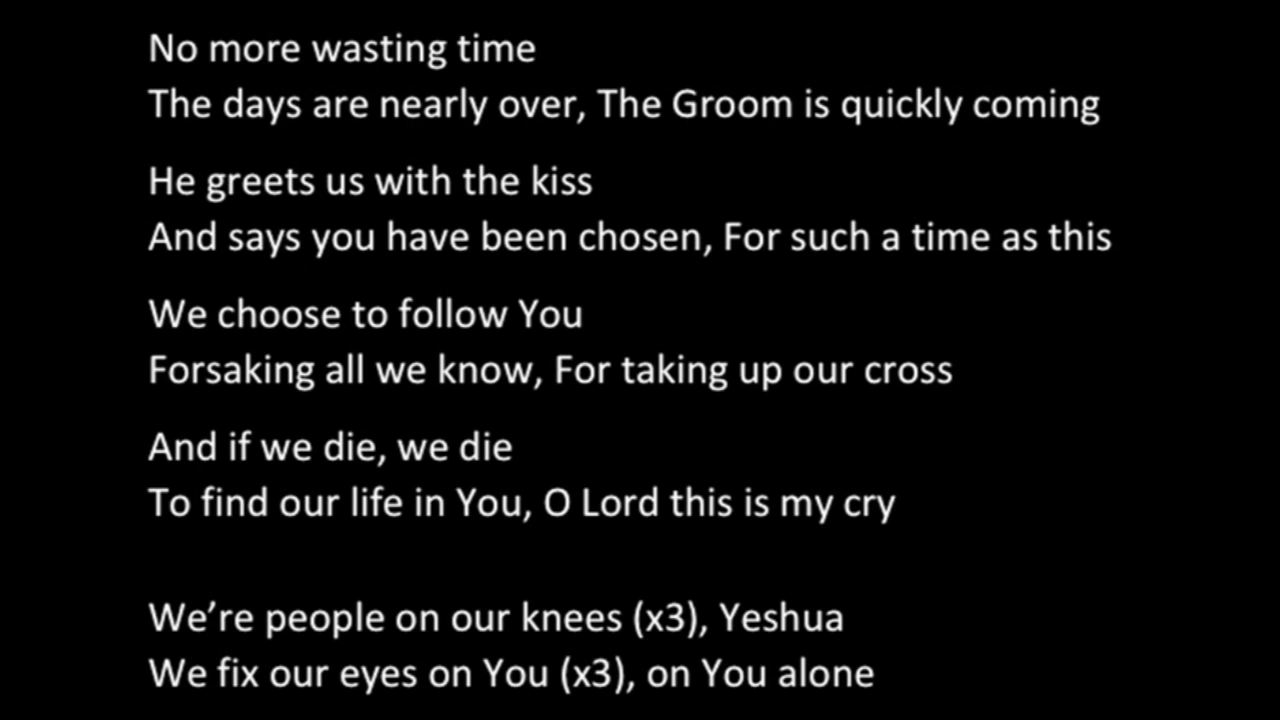 No more wasting time
The days are nearly over, The Groom is quickly coming
He greets us with the kiss
And says you have been chosen, For such a time as this
We choose to follow You
Forsaking all we know, For taking up our cross
And if we die, we die
To find our life in You, O Lord this is my cry
We’re people on our knees (x3), Yeshua
We fix our eyes on You (x3), on You alone